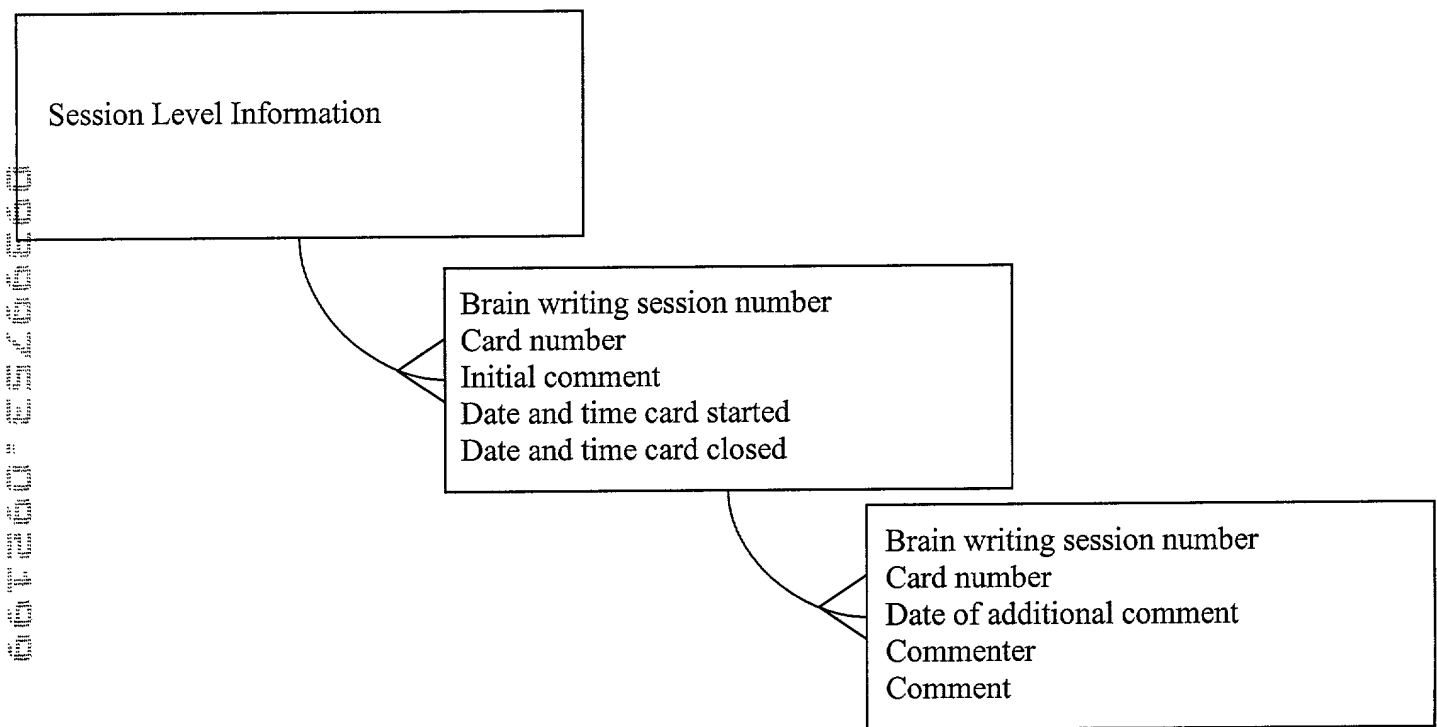 Session Level Information
Brain writing session number
Card number
Initial comment
Date and time card started
Date and time card closed
Brain writing session number
Card number
Date of additional comment
Commenter
Comment